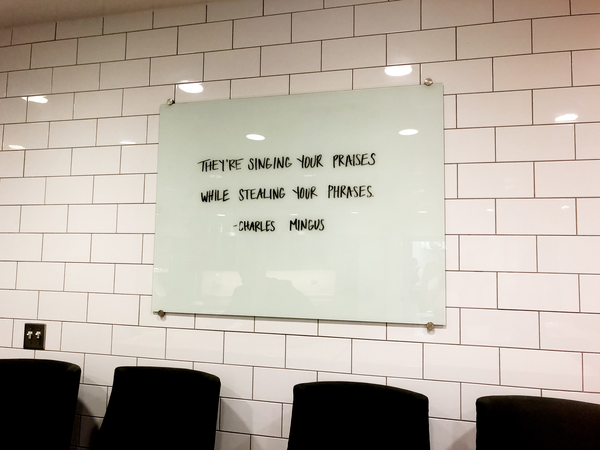 THEY'RE SINGING YOUR PRAISES
WHILE STEALING YOUR PHRASES.
-CHARLES MINGUS